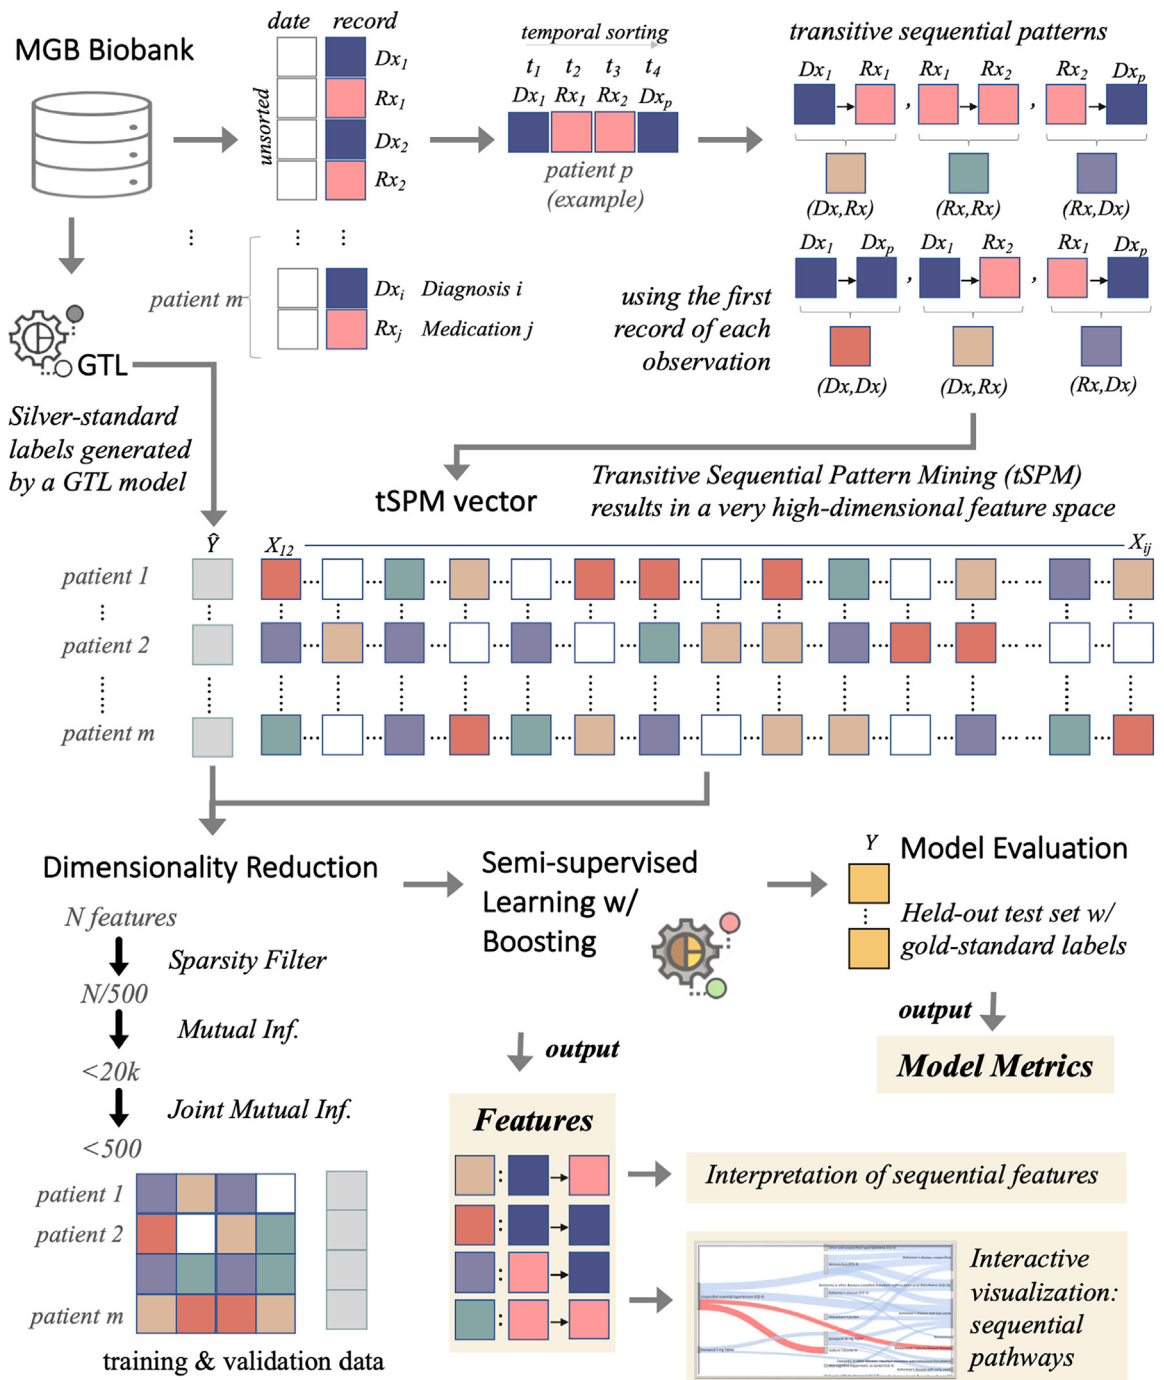 MGB Biobank
date record
unsorted
Dx1
Rx1
Dx2
Rx2
⋮ ⋮ ⋮
patient m
Dxi Diagnosis i
Rxj Medication j
temporal sorting
t1 t2 t3 t4
Dx1 Rx1 Rx2 Dxp
patient p
(example)
transitive sequential patterns
Dx1 Rx1 Rx1 Rx2 Rx2 Dxp
, ,
(Dx,Rx) (Rx,Rx) (Rx,Dx)
Dx1 Dxp Dx1 Rx2 Rx1 Dxp
, ,
(Dx,Dx) (Dx,Rx) (Rx,Dx)
using the first
record of each
observation
GTL
Silver-standard
labels generated
by a GTL model
tSPM vector
Transitive Sequential Pattern Mining (tSPM)
results in a very high-dimensional feature space
Ŷ X12 Xij
patient 1
patient 2
patient m
Dimensionality Reduction
N features
Sparsity Filter
N/500
Mutual Inf.
<20k
Joint Mutual Inf.
<500
patient 1
patient 2
patient m
training & validation data
Semi-supervised
Learning w/
Boosting
output
Features
:
:
:
:
Y Model Evaluation
Held-out test set w/
gold-standard labels
output
Model Metrics
Interpretation of sequential features
Interactive
visualization:
sequential
pathways